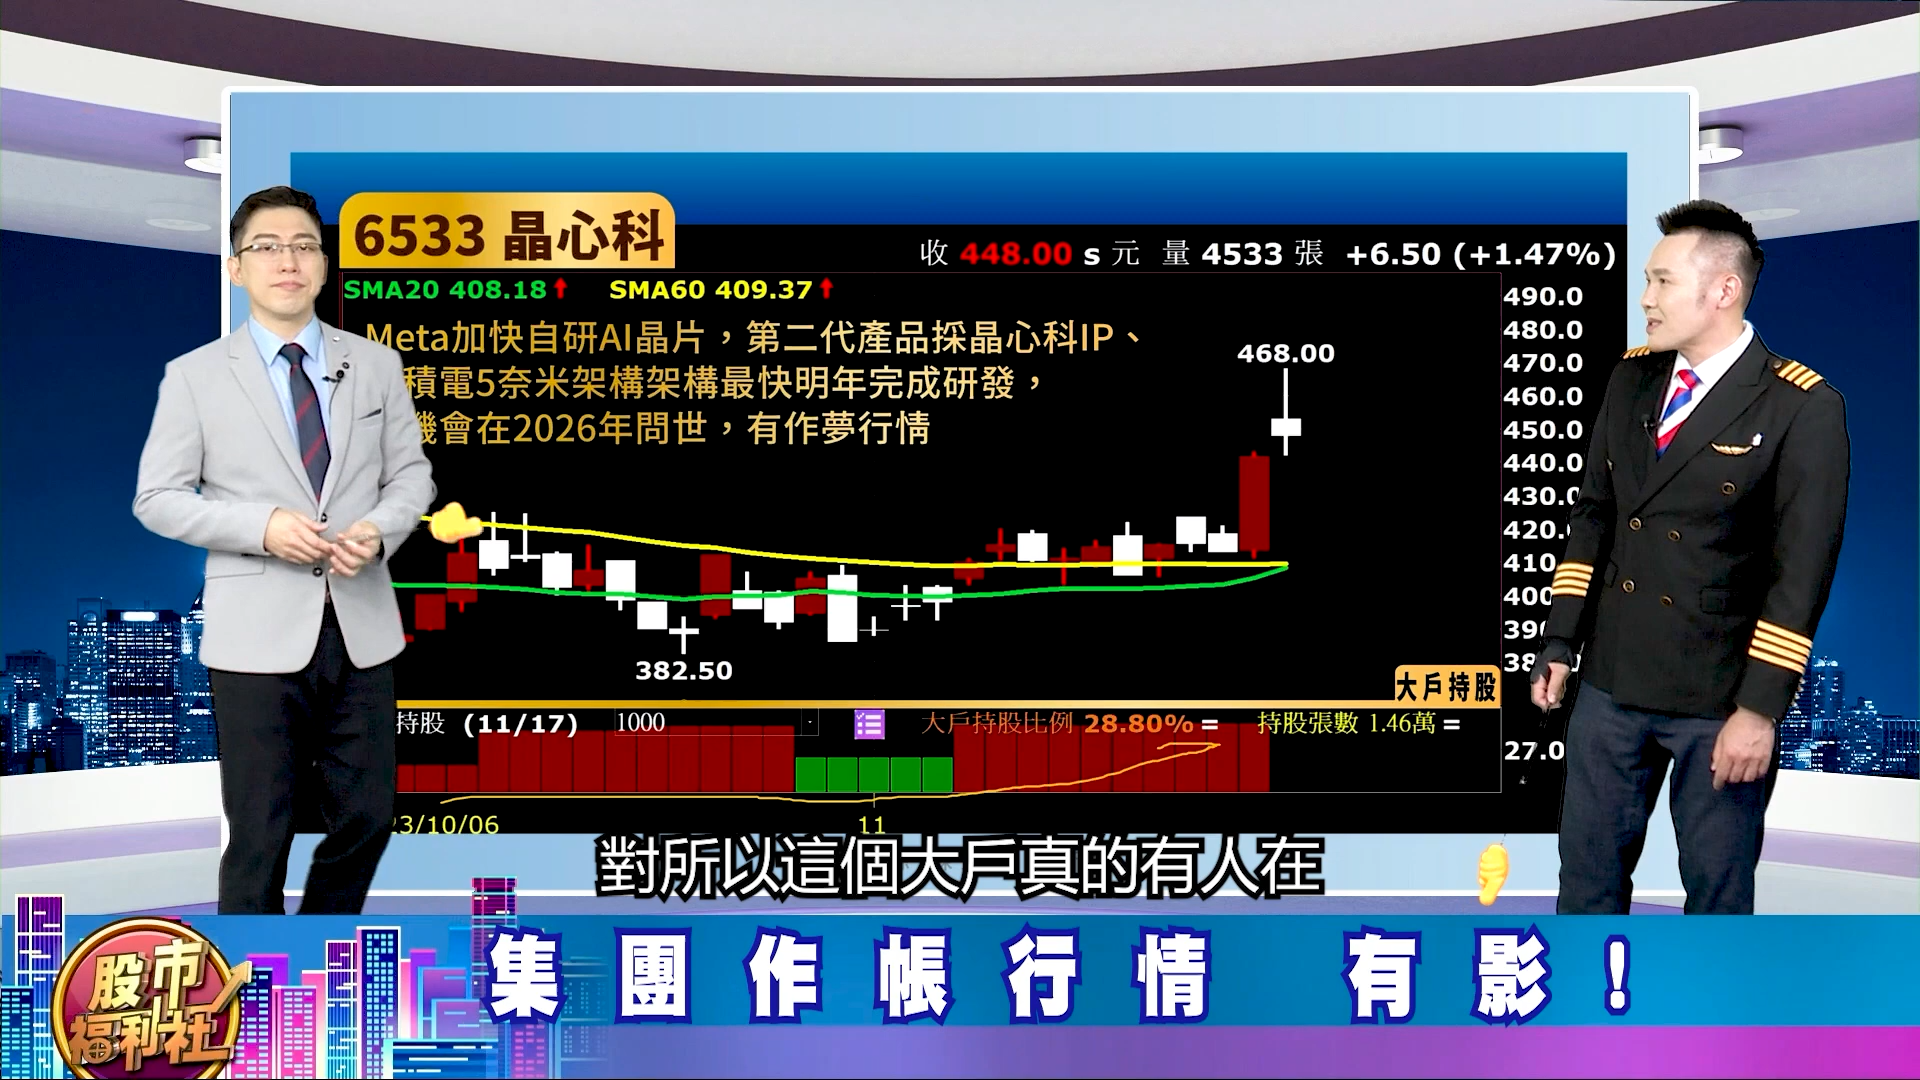 6533 晶心科
收 448.00 s 元 量 4533 張 +6.50 (+1.47%)
SMA20 408.18↑ SMA60 409.37↑
Meta加快自研AI晶片，第二代產品採晶心科IP、
積電5奈米架構架構最快明年完成研發，
機會在2026年問世，有作夢行情
468.00
382.50
490.0
480.0
470.0
460.0
450.0
440.0
430.0
420.
410
400
390
38
大戶持股
持股 (11/17) 1000 大戶持股比例 28.80% = 持股張數 1.46萬 =
27.0
23/10/06 11
對所以這個大戶真的有人在
集團作帳行情 有影！
股市
福利社